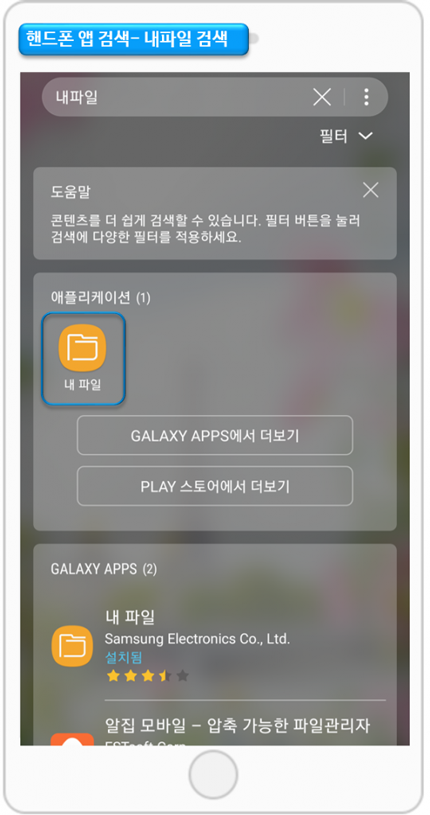 핸드폰 앱 검색- 내파일 검색
내파일
필터
도움말
콘텐츠를 더 쉽게 검색할 수 있습니다. 필터 버튼을 눌러
검색에 다양한 필터를 적용하세요.
애플리케이션 (1)
내 파일
GALAXY APPS에서 더보기
PLAY 스토어에서 더보기
GALAXY APPS (2)
내 파일
Samsung Electronics Co., Ltd.
설치됨
알집 모바일 - 압축 가능한 파일관리자
ESTsoft Corp.